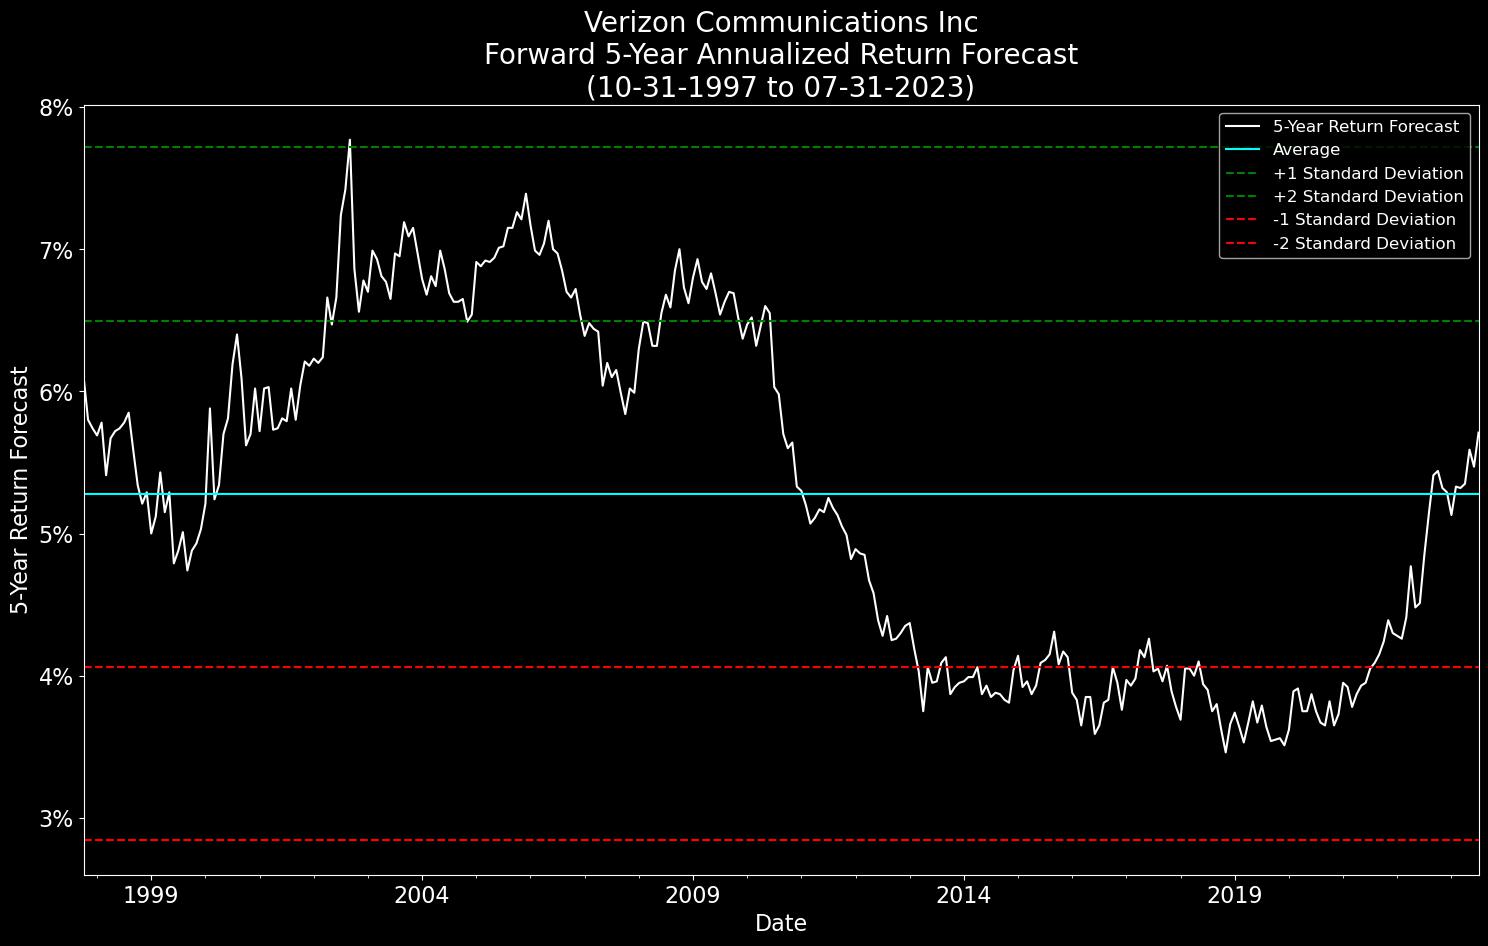 Verizon Communications Inc
Forward 5-Year Annualized Return Forecast
(10-31-1997 to 07-31-2023)
8%
7%
6%
5%
4%
3%
5-Year Return Forecast
5-Year Return Forecast
Average
+1 Standard Deviation
+2 Standard Deviation
-1 Standard Deviation
-2 Standard Deviation
1999 2004 2009 2014 2019
Date